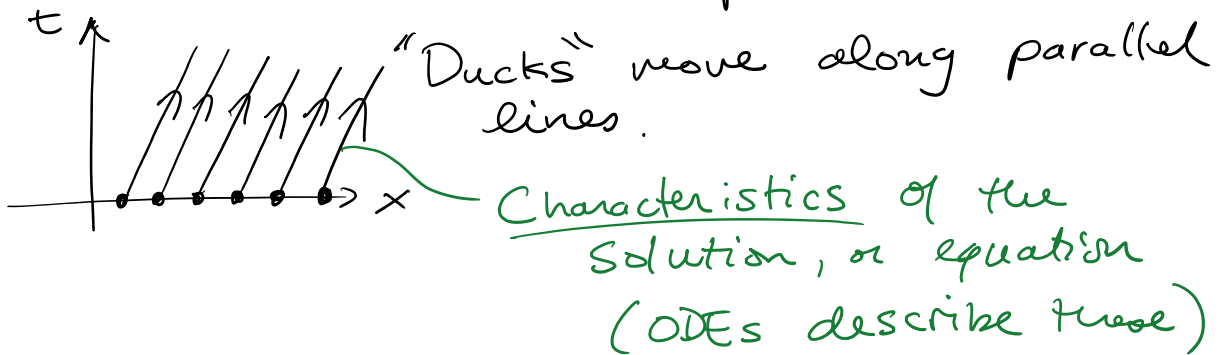 t
"Ducks" move along parallel
lines.
x
Characteristics of the
solution, or equation
(ODEs describe these)